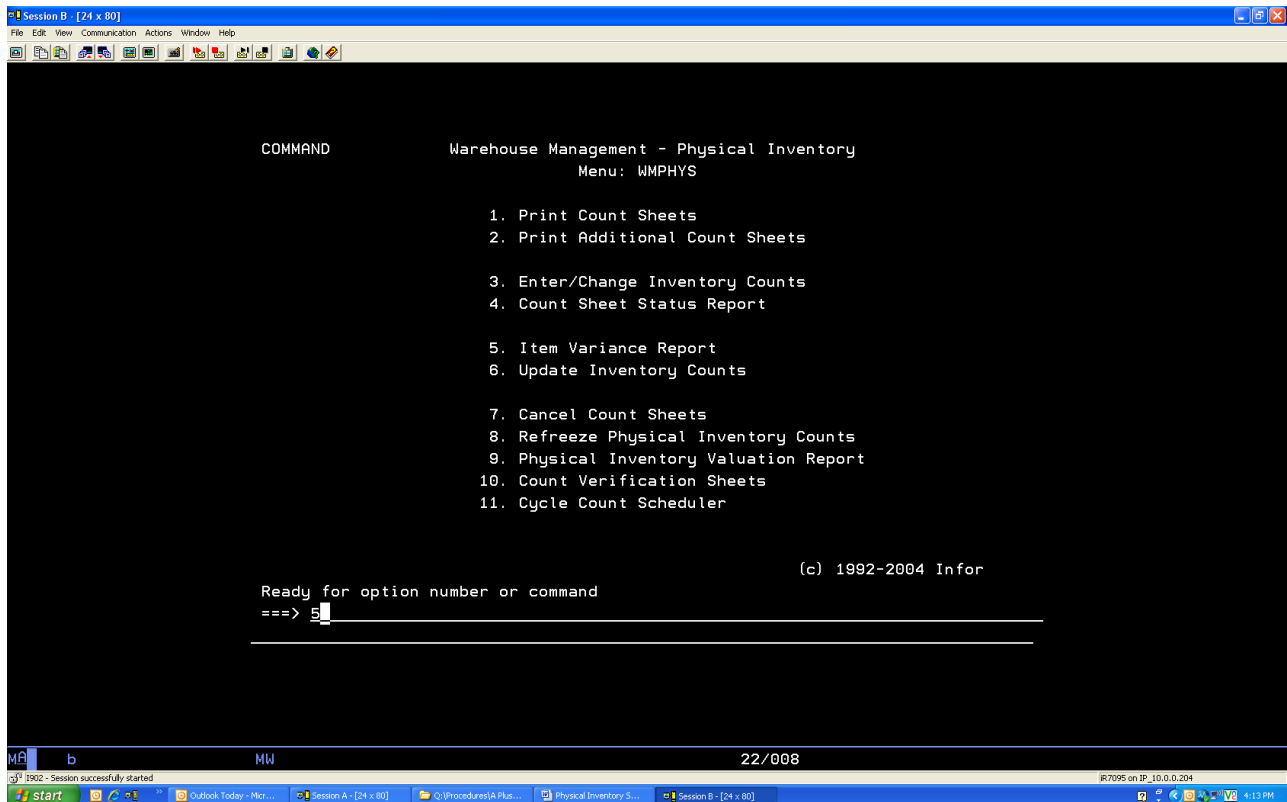 Session B - [24 x 80]
File Edit View Communication Actions Window Help
COMMAND Warehouse Management - Physical Inventory
Menu: WMPHYS
1. Print Count Sheets
2. Print Additional Count Sheets
3. Enter/Change Inventory Counts
4. Count Sheet Status Report
5. Item Variance Report
6. Update Inventory Counts
7. Cancel Count Sheets
8. Refreeze Physical Inventory Counts
9. Physical Inventory Valuation Report
10. Count Verification Sheets
11. Cycle Count Scheduler
(c) 1992-2004 Infor
Ready for option number or command
===> 5
MA b MW 22/008
I902 - Session successfully started iR7095 on IP_10.0.0.204
start Outlook Today - Micr... Session A - [24 x 80] Q:\Procedures\A Plus... Physical Inventory S... Session B - [24 x 80] 4:13 PM